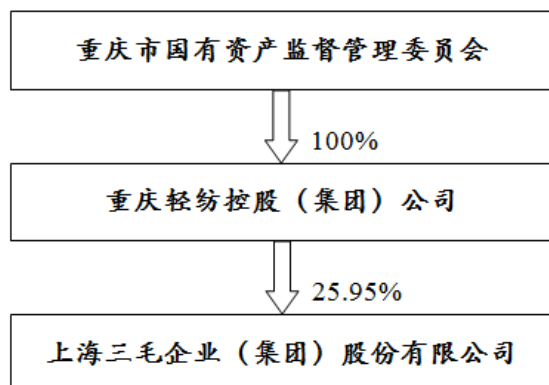 重庆市国有资产监督管理委员会
100%
重庆轻纺控股（集团）公司
25.95%
上海三毛企业（集团）股份有限公司